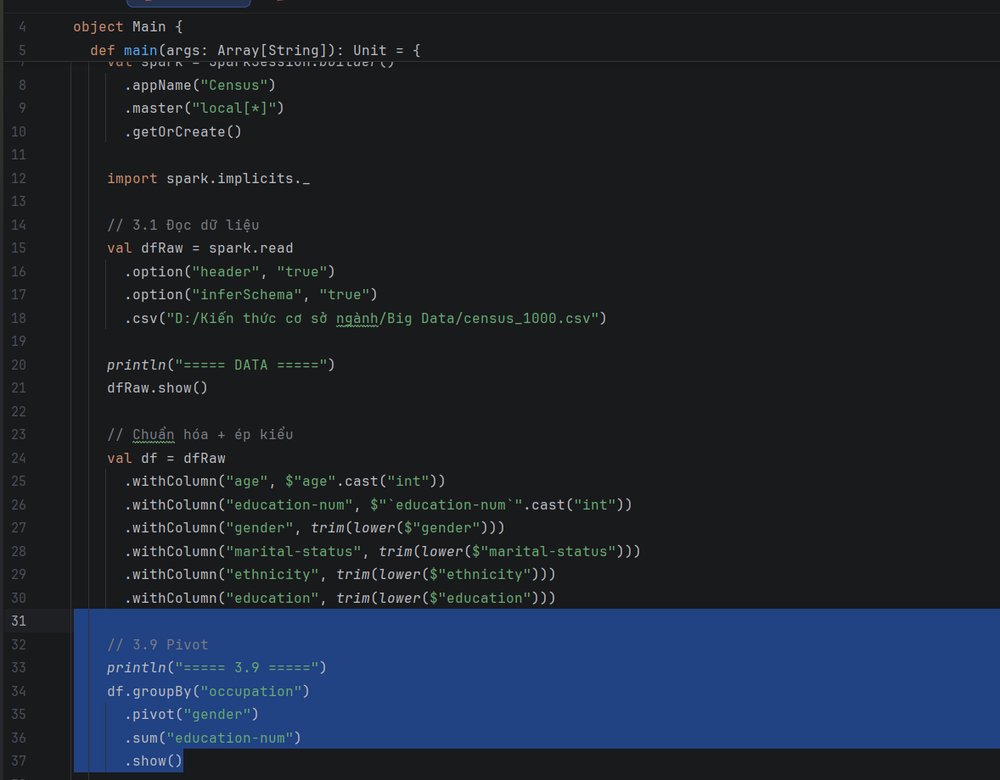 4 object Main {
5 def main(args: Array[String]): Unit = {
val spark = SparkSession.builder()
8 .appName("Census")
9 .master("local[*]")
10 .getOrCreate()
11
12 import spark.implicits._
13
14 // 3.1 Đọc dữ liệu
15 val dfRaw = spark.read
16 .option("header", "true")
17 .option("inferSchema", "true")
18 .csv("D:/Kiến thức cơ sở ngành/Big Data/census_1000.csv")
19
20 println("===== DATA =====")
21 dfRaw.show()
22
23 // Chuẩn hóa + ép kiểu
24 val df = dfRaw
25 .withColumn("age", $"age".cast("int"))
26 .withColumn("education-num", $"`education-num`".cast("int"))
27 .withColumn("gender", trim(lower($"gender")))
28 .withColumn("marital-status", trim(lower($"marital-status")))
29 .withColumn("ethnicity", trim(lower($"ethnicity")))
30 .withColumn("education", trim(lower($"education")))
31
32 // 3.9 Pivot
33 println("===== 3.9 =====")
34 df.groupBy("occupation")
35 .pivot("gender")
36 .sum("education-num")
37 .show()